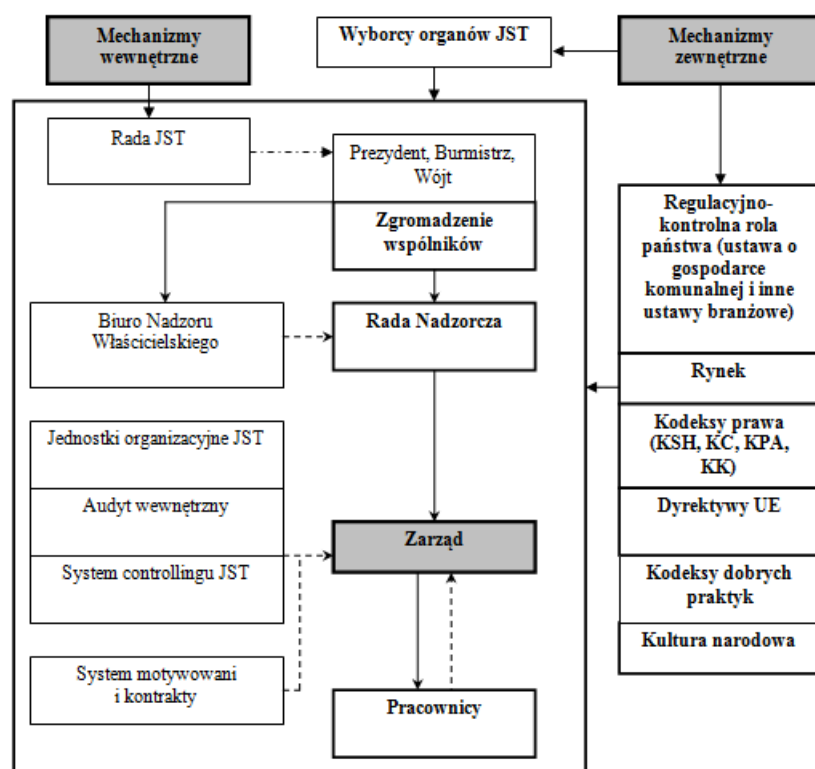 Mechanizmy
wewnętrzne
Wyborcy organów JST
Mechanizmy
zewnętrzne
Rada JST
Prezydent, Burmistrz,
Wójt
Zgromadzenie
wspólników
Biuro Nadzoru
Właścicielskiego
Rada Nadzorcza
Jednostki organizacyjne JST
Audyt wewnętrzny
System controllingu JST
Zarząd
System motywowani
i kontrakty
Pracownicy
Regulacyjno-
kontrolna rola
państwa (ustawa o
gospodarce
komunalnej i inne
ustawy branżowe)
Rynek
Kodeksy prawa
(KSH, KC, KPA,
KK)
Dyrektywy UE
Kodeksy dobrych
praktyk
Kultura narodowa